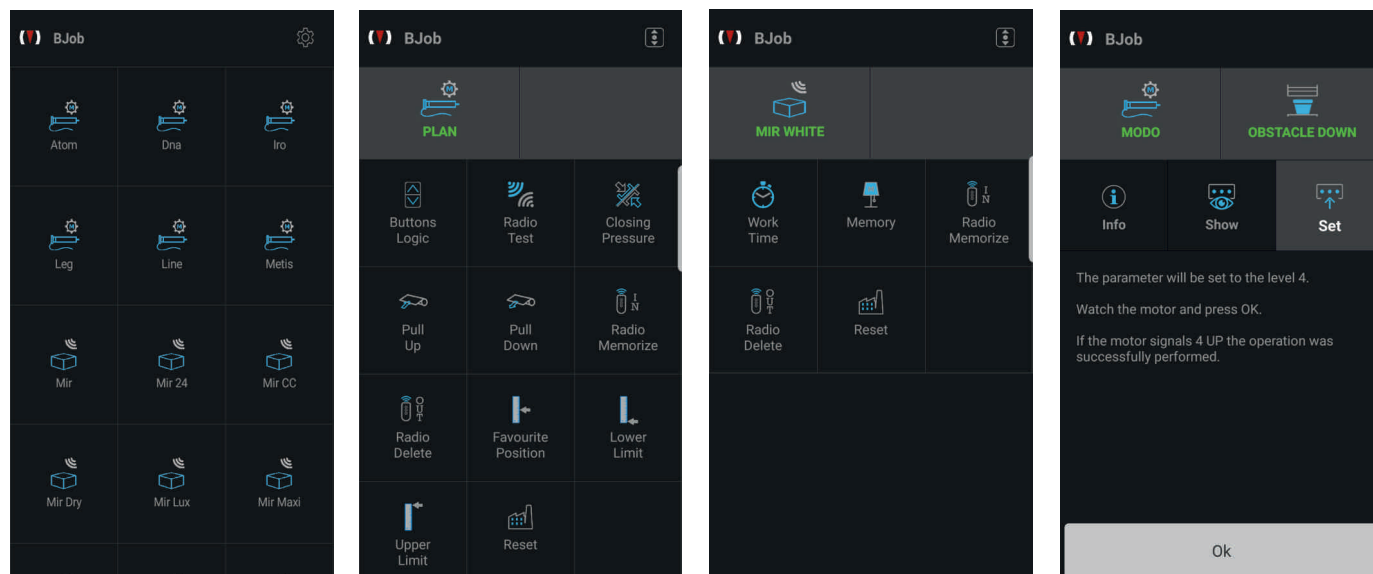 BJob
Atom
Dna
Iro
Leg
Line
Metis
Mir
Mir 24
Mir CC
Mir Dry
Mir Lux
Mir Maxi
BJob
PLAN
Buttons
Logic
Radio
Test
Closing
Pressure
Pull
Up
Pull
Down
I
N
Radio
Memorize
O
U
T
Radio
Delete
Favourite
Position
Lower
Limit
Upper
Limit
Reset
BJob
MIR WHITE
Work
Time
Memory
I
N
Radio
Memorize
O
U
T
Radio
Delete
Reset
BJob
MODO
OBSTACLE DOWN
Info
Show
Set
The parameter will be set to the level 4.
Watch the motor and press OK.
If the motor signals 4 UP the operation was
successfully performed.
Ok